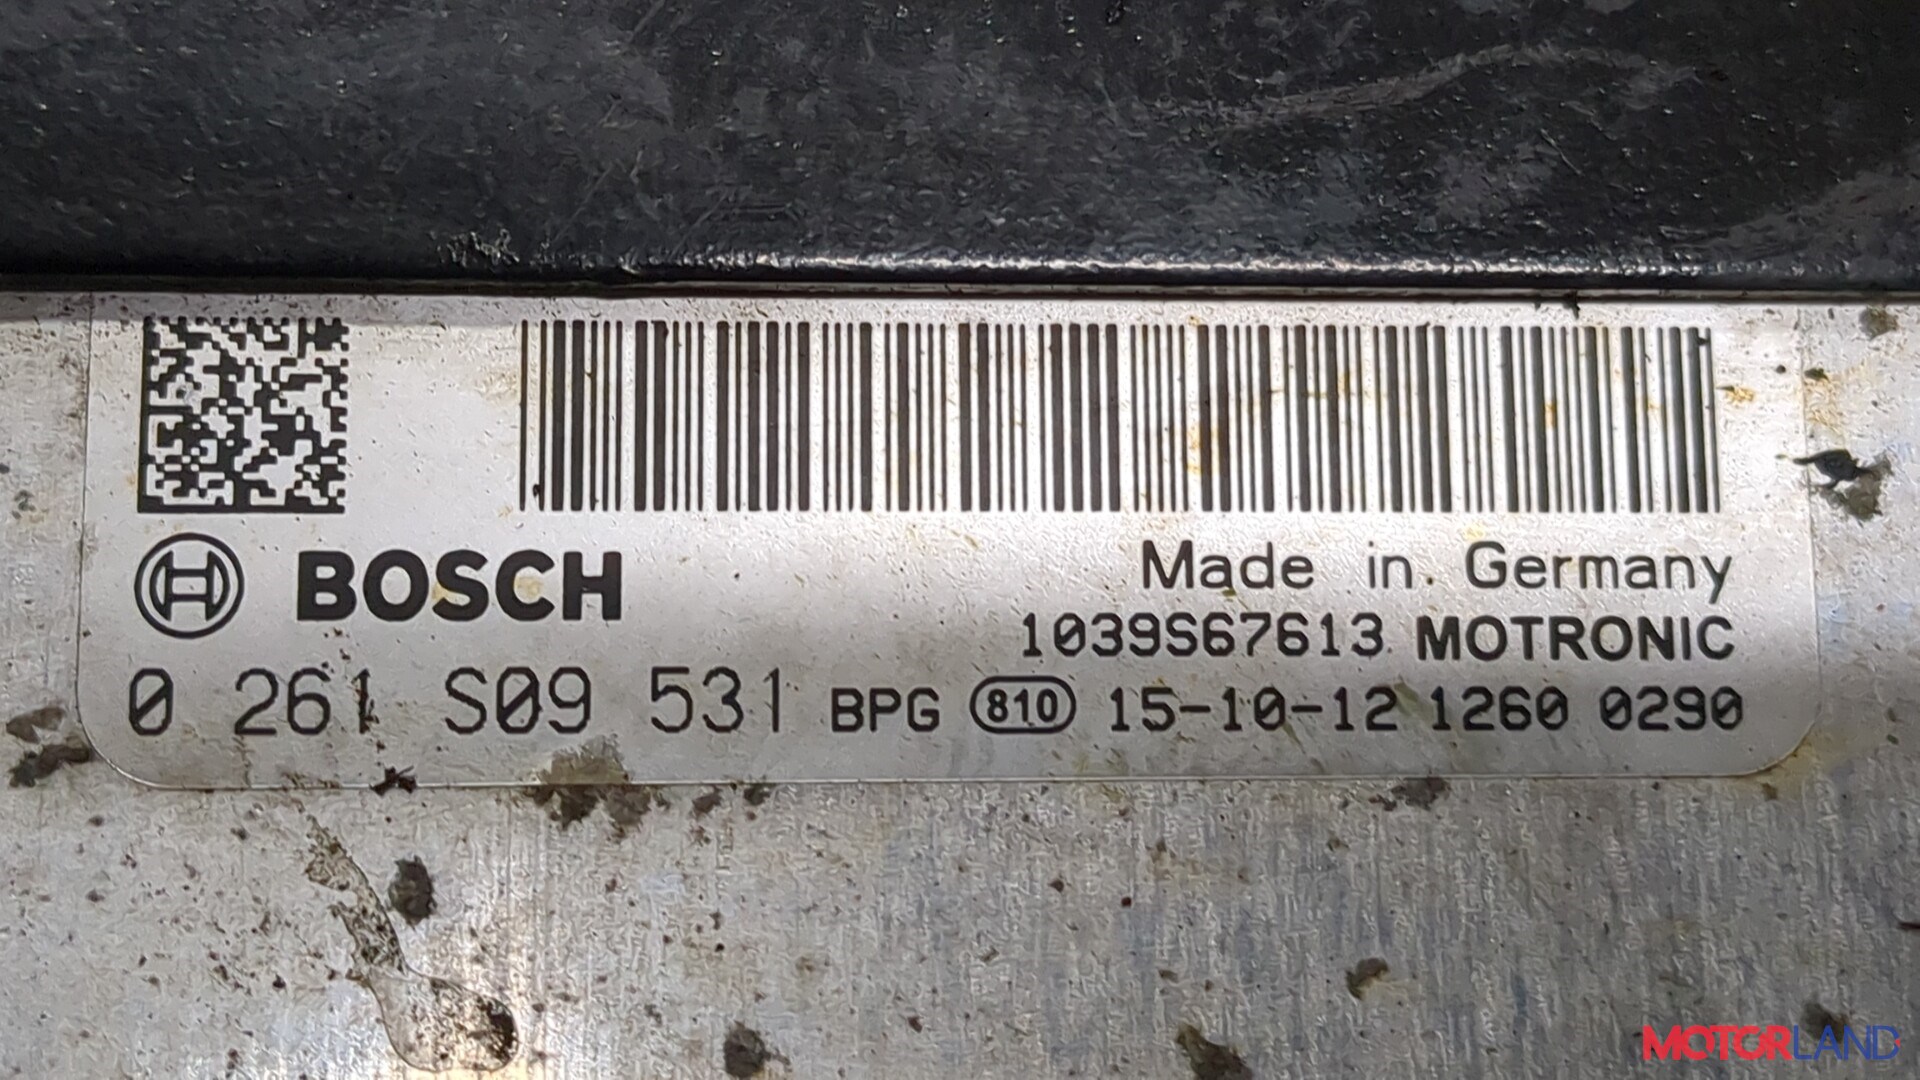 BOSCH
Made in Germany
1039S67613 MOTRONIC
0 261 S09 531 BPG 810 15-10-12 1260 0290
MOTORLAND